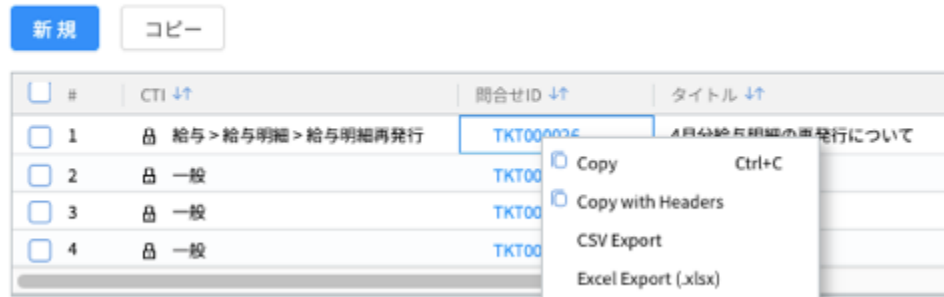 新規 コピー
# CTI ↓↑ 問合せID ↓↑ タイトル ↓↑
1 給与 > 給与明細 > 給与明細再発行 TKT000026 4月分給与明細の再発行について
2 一般 TKT00
3 一般 TKT00
4 一般 TKT00
Copy Ctrl+C
Copy with Headers
CSV Export
Excel Export (.xlsx)